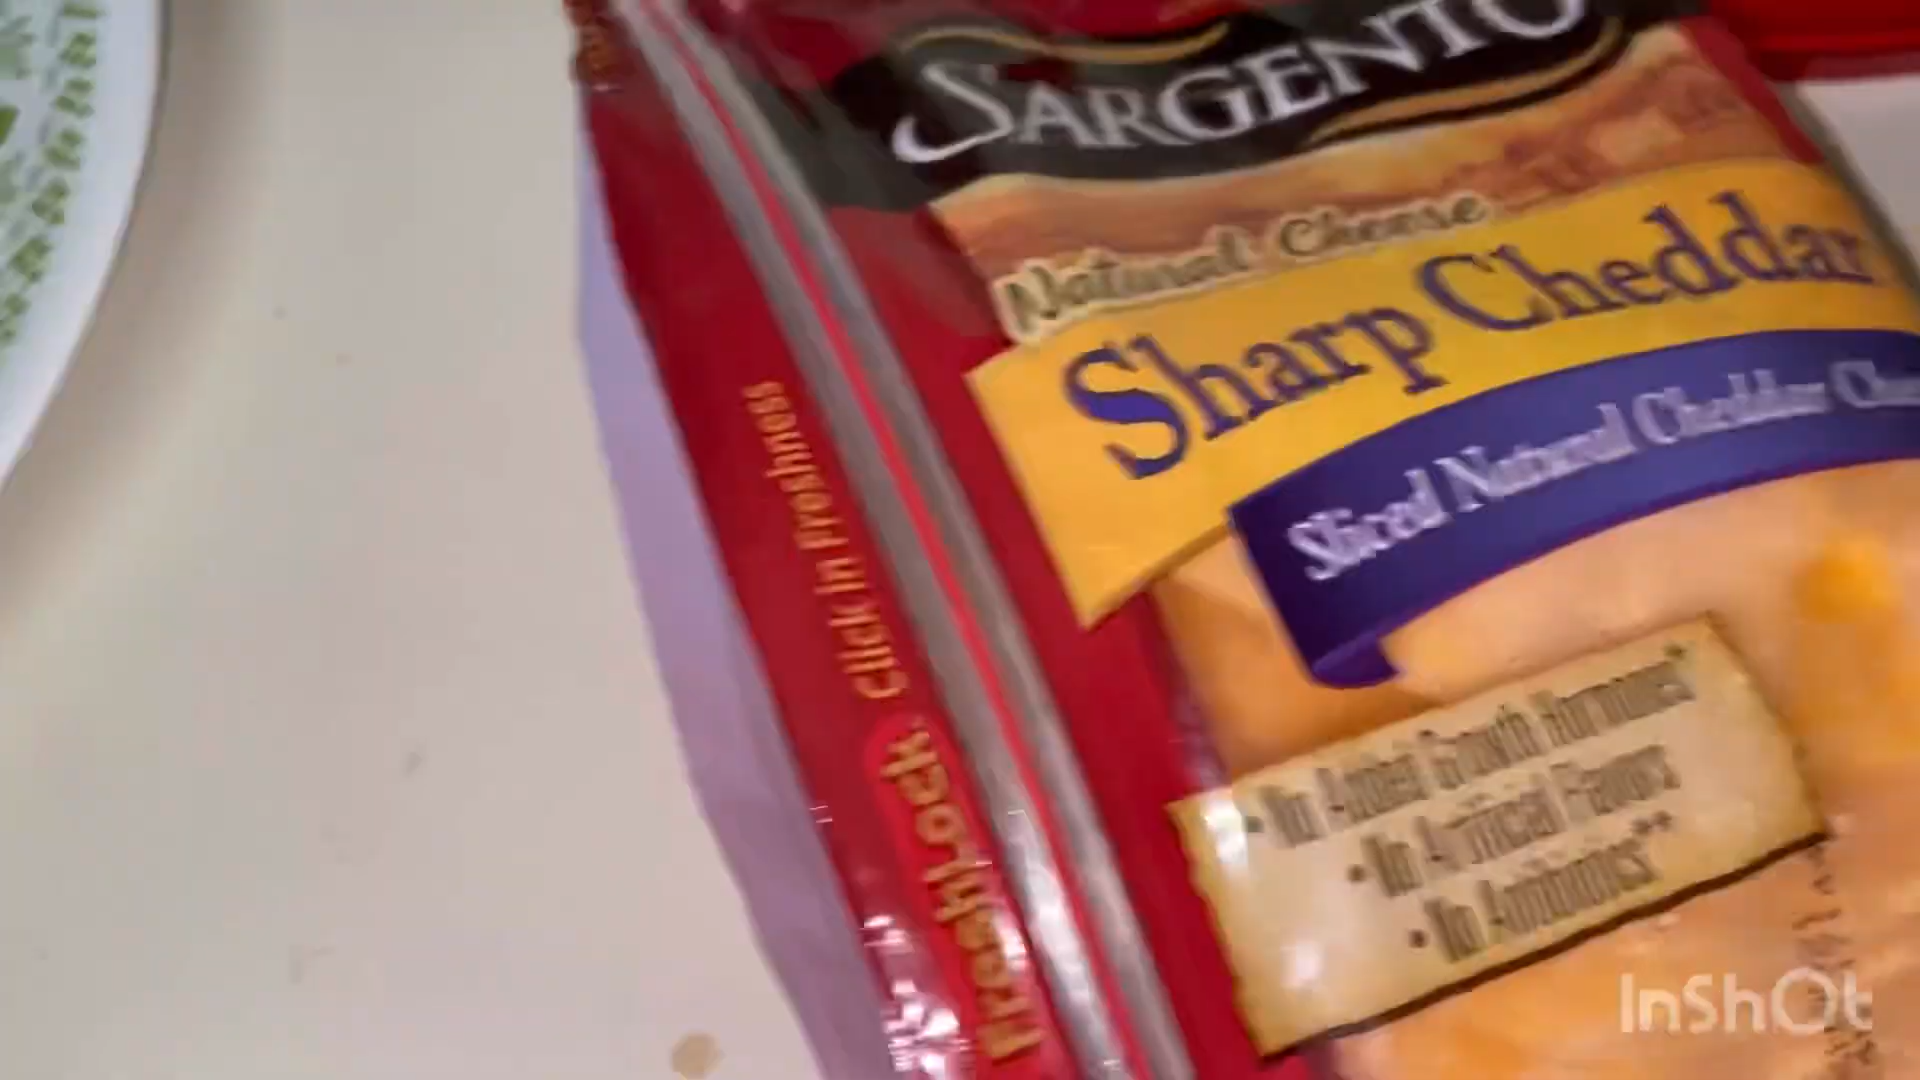 SARGENTO
Natural Cheese
Sharp Cheddar
Sliced Natural Cheddar
• No Added Growth Hormones*
• No Artificial Flavors
• No Antibiotics**
FreshLock Click in Freshness
InShOt